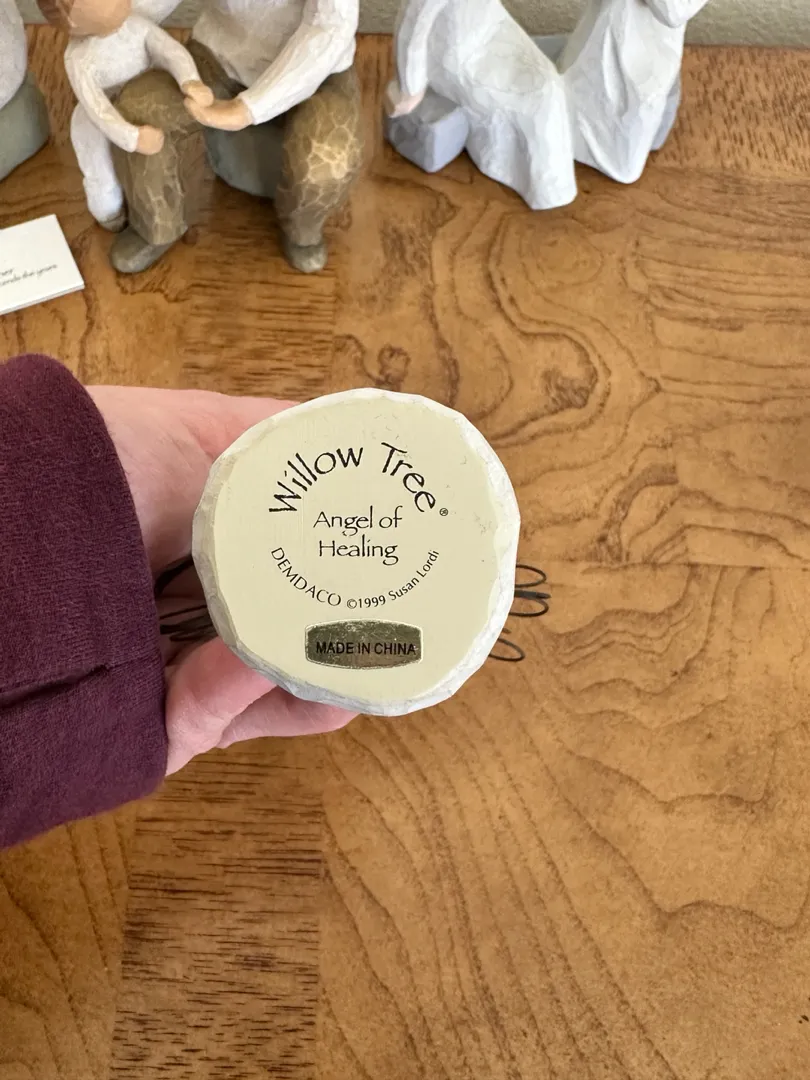 Willow Tree®
Angel of
Healing
DEMDACO ©1999 Susan Lordi
MADE IN CHINA